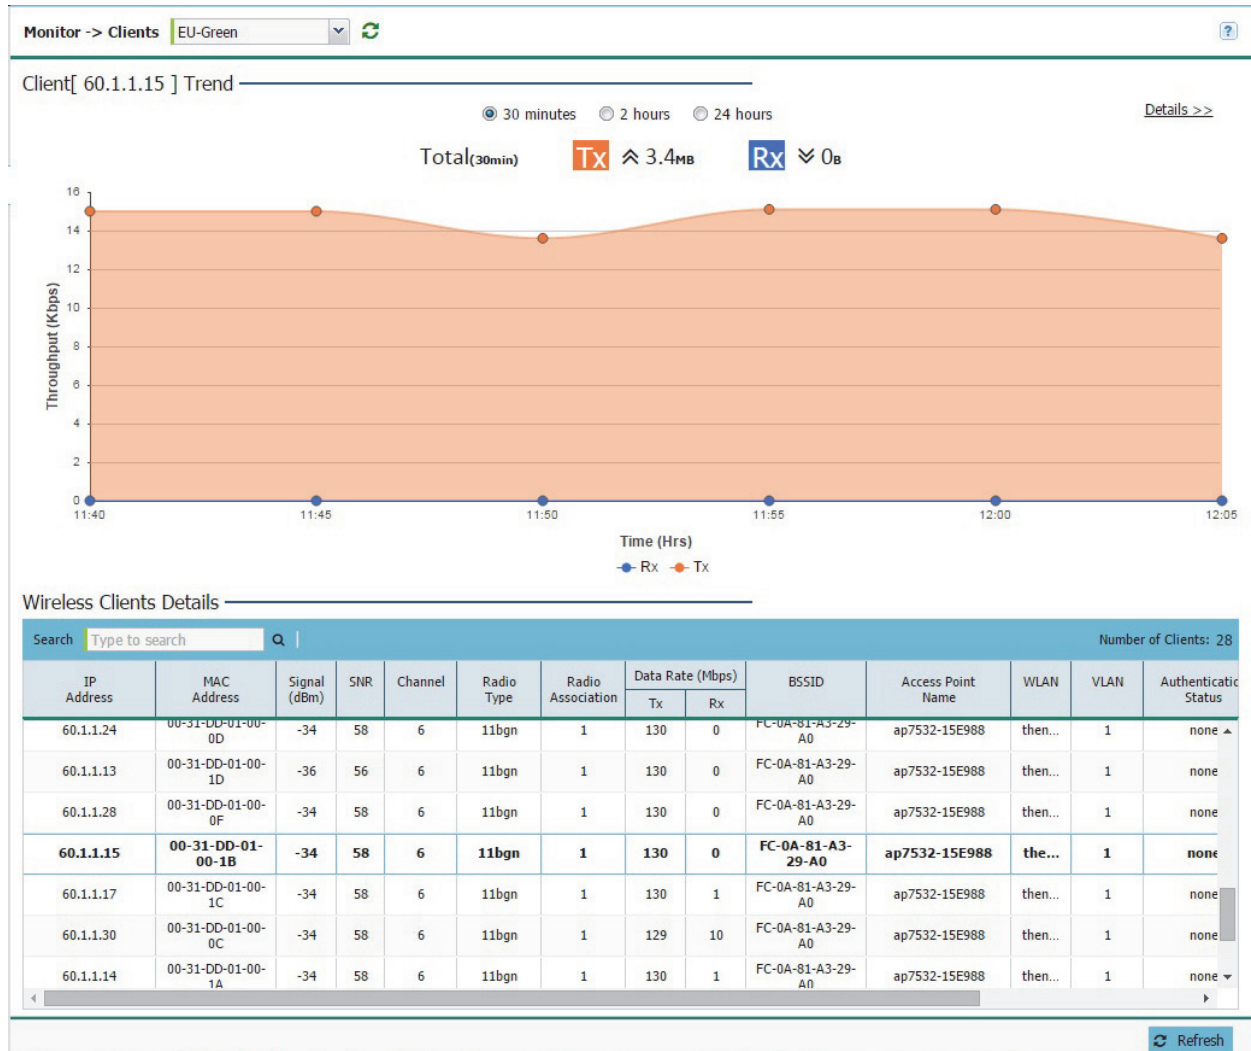 Monitor -> Clients EU-Green ?
Client[ 60.1.1.15 ] Trend
30 minutes 2 hours 24 hours Details >>
Total(30min) Tx 3.4MB Rx 0B
16
14
12
10
8
6
4
2
0
Throughput (Kbps)
11:40 11:45 11:50 11:55 12:00 12:05
Time (Hrs)
Rx Tx
Wireless Clients Details
Search Type to search Number of Clients: 28
IP Address MAC Address Signal (dBm) SNR Channel Radio Type Radio Association Data Rate (Mbps) Tx Rx BSSID Access Point Name WLAN VLAN Authenticatio Status
60.1.1.24 00-31-DD-01-00-0D -34 58 6 11bgn 1 130 0 FC-0A-81-A3-29-A0 ap7532-15E988 then... 1 none
60.1.1.13 00-31-DD-01-00-1D -36 56 6 11bgn 1 130 0 FC-0A-81-A3-29-A0 ap7532-15E988 then... 1 none
60.1.1.28 00-31-DD-01-00-0F -34 58 6 11bgn 1 130 0 FC-0A-81-A3-29-A0 ap7532-15E988 then... 1 none
60.1.1.15 00-31-DD-01-00-1B -34 58 6 11bgn 1 130 0 FC-0A-81-A3-29-A0 ap7532-15E988 the... 1 none
60.1.1.17 00-31-DD-01-00-1C -34 58 6 11bgn 1 130 1 FC-0A-81-A3-29-A0 ap7532-15E988 then... 1 none
60.1.1.30 00-31-DD-01-00-0C -34 58 6 11bgn 1 129 10 FC-0A-81-A3-29-A0 ap7532-15E988 then... 1 none
60.1.1.14 00-31-DD-01-00-1A -34 58 6 11bgn 1 130 1 FC-0A-81-A3-29-A0 ap7532-15E988 then... 1 none
Refresh